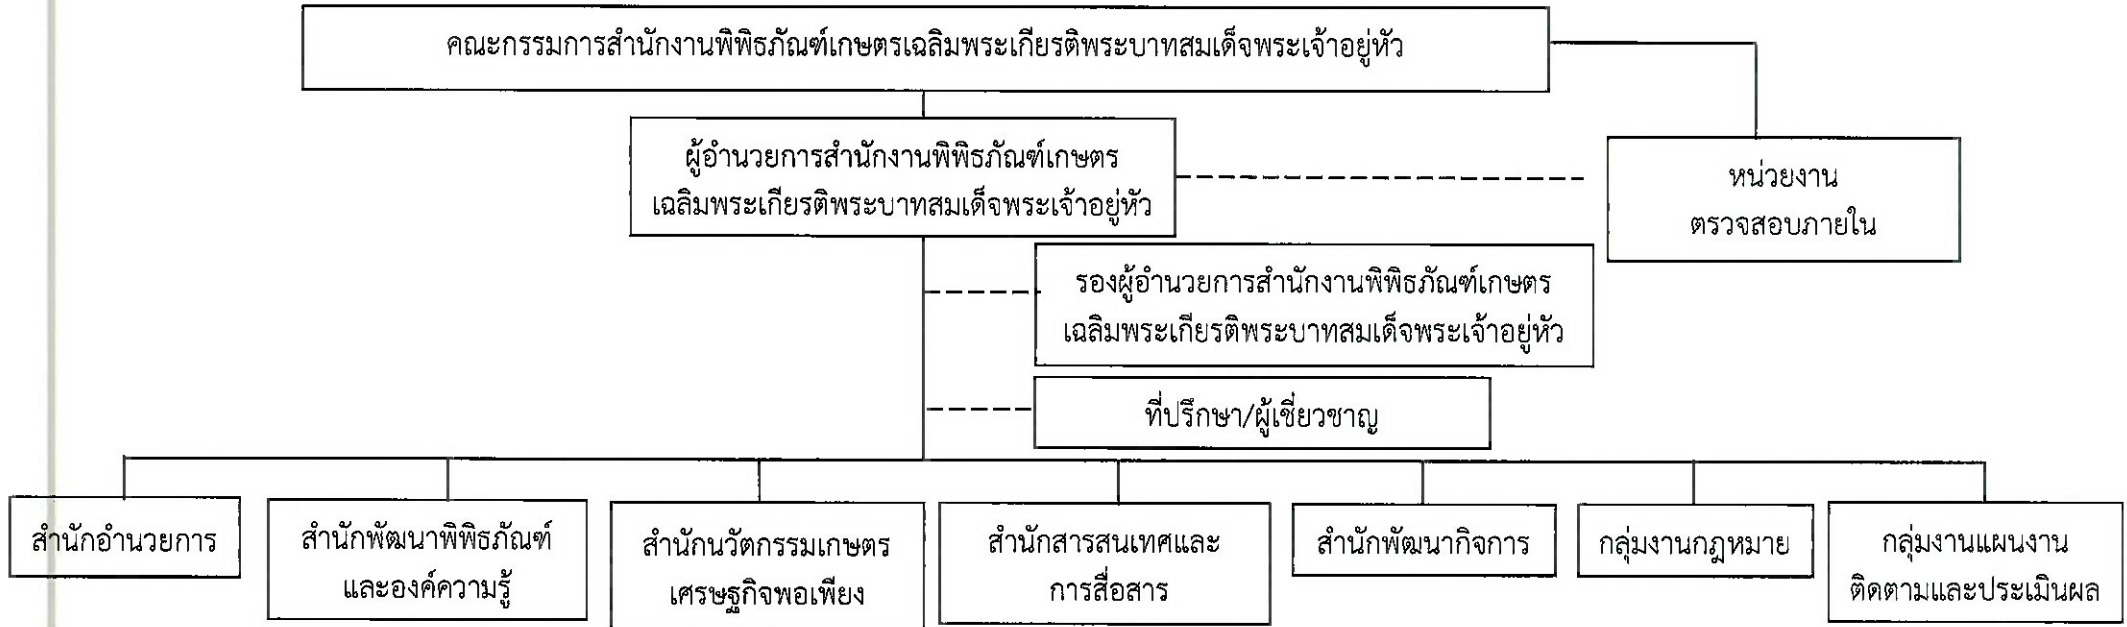 คณะกรรมการสำนักงานพิพิธภัณฑ์เกษตรเฉลิมพระเกียรติพระบาทสมเด็จพระเจ้าอยู่หัว
ผู้อำนวยการสำนักงานพิพิธภัณฑ์เกษตร
เฉลิมพระเกียรติพระบาทสมเด็จพระเจ้าอยู่หัว
หน่วยงาน
ตรวจสอบภายใน
รองผู้อำนวยการสำนักงานพิพิธภัณฑ์เกษตร
เฉลิมพระเกียรติพระบาทสมเด็จพระเจ้าอยู่หัว
ที่ปรึกษา/ผู้เชี่ยวชาญ
สำนักอำนวยการ
สำนักพัฒนาพิพิธภัณฑ์
และองค์ความรู้
สำนักนวัตกรรมเกษตร
เศรษฐกิจพอเพียง
สำนักสารสนเทศและ
การสื่อสาร
สำนักพัฒนากิจการ
กลุ่มงานกฎหมาย
กลุ่มงานแผนงาน
ติดตามและประเมินผล